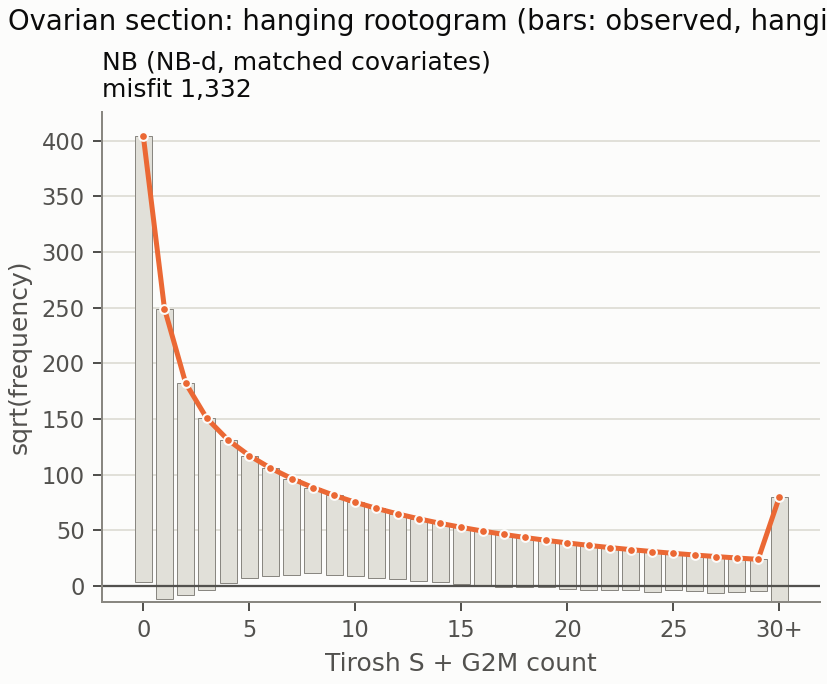 Ovarian section: hanging rootogram (bars: observed, hangi
NB (NB-d, matched covariates)
misfit 1,332
400
350
300
250
200
150
100
50
0
sqrt(frequency)
0 5 10 15 20 25 30+
Tirosh S + G2M count